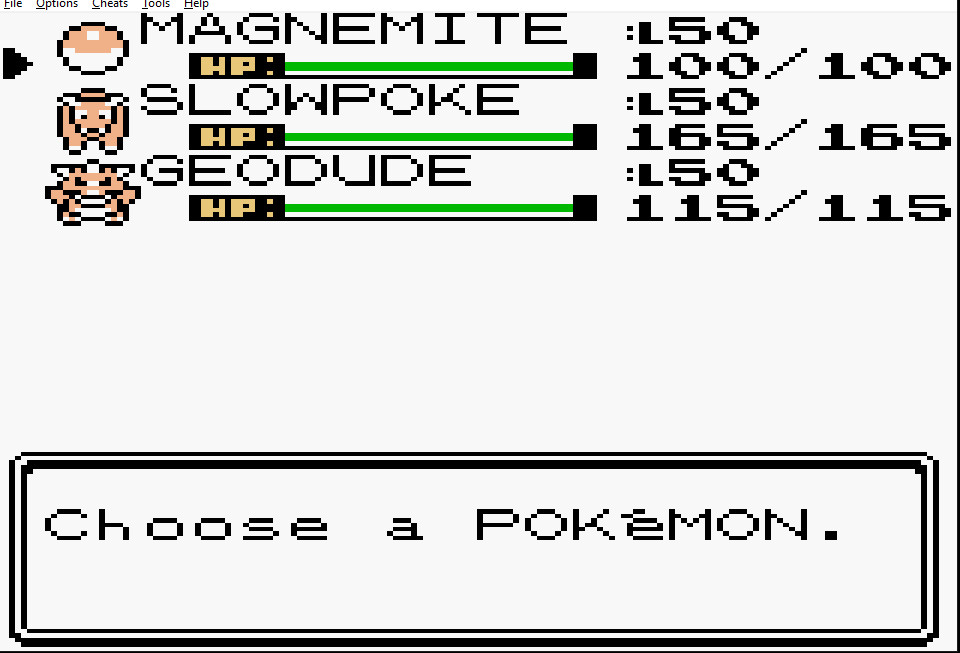 File Options Cheats Tools Help
MAGNEMITE :L50
HP: 100/100
SLOWPOKE :L50
HP: 165/165
GEODUDE :L50
HP: 115/115
Choose a POKéMON.